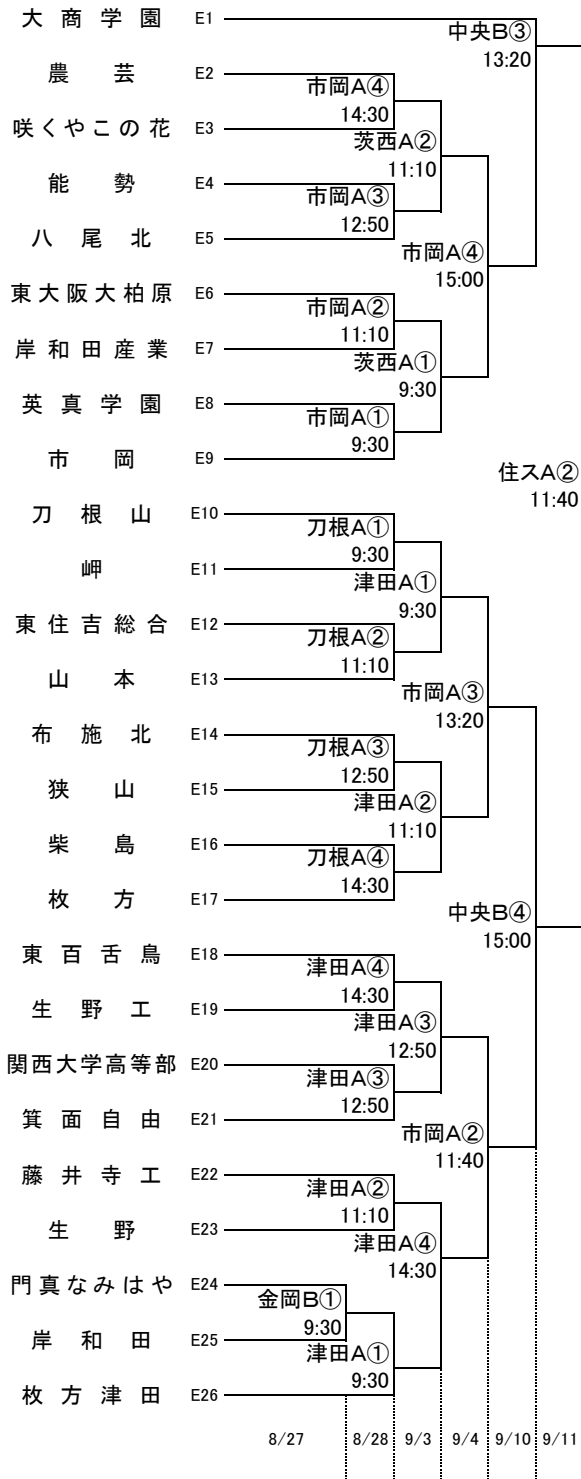 大商学園 E1
中央B③
13:20
農芸 E2
市岡A④
14:30
咲くやこの花 E3
茨西A②
11:10
能勢 E4
市岡A③
12:50
八尾北 E5
市岡A④
15:00
東大阪大柏原 E6
市岡A②
11:10
岸和田産業 E7
茨西A①
9:30
英真学園 E8
市岡A①
9:30
市岡 E9
住スA②
11:40
刀根山 E10
刀根A①
9:30
岬 E11
津田A①
9:30
東住吉総合 E12
刀根A②
11:10
山本 E13
市岡A③
13:20
布施北 E14
刀根A③
12:50
狭山 E15
津田A②
11:10
柴島 E16
刀根A④
14:30
枚方 E17
中央B④
15:00
東百舌鳥 E18
津田A④
14:30
生野工 E19
津田A③
12:50
関西大学高等部 E20
津田A③
12:50
箕面自由 E21
市岡A②
11:40
藤井寺工 E22
津田A②
11:10
生野 E23
津田A④
14:30
門真なみはや E24
金岡B①
9:30
岸和田 E25
津田A①
9:30
枚方津田 E26
8/27 8/28 9/3 9/4 9/10 9/11